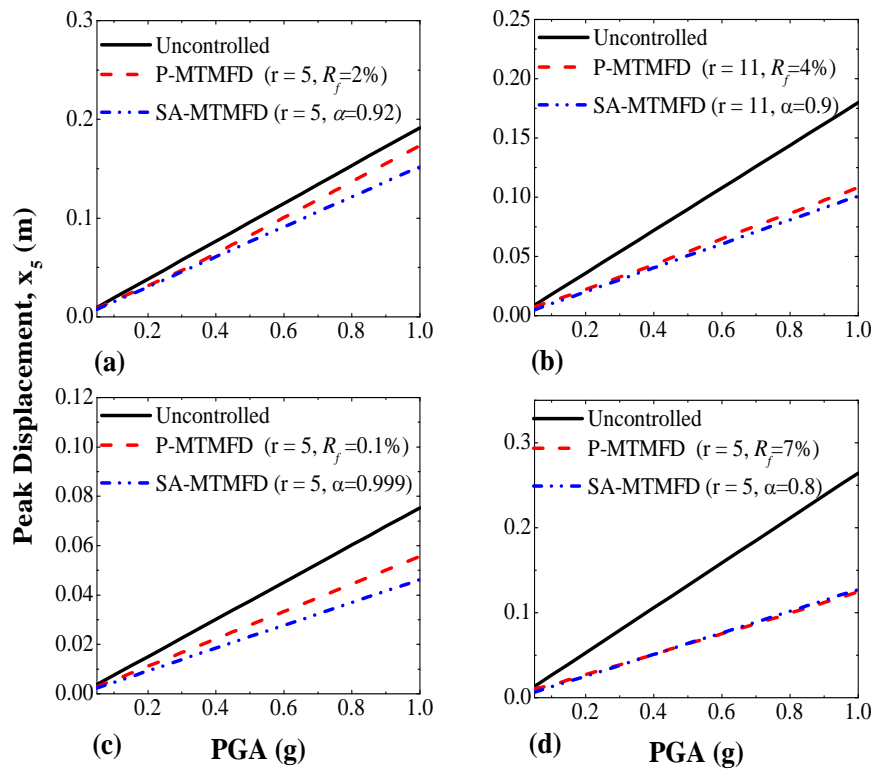 Peak Displacement, x5 (m)
0.3
0.2
0.1
0.0
Uncontrolled
P-MTMFD (r = 5, Rf=2%)
SA-MTMFD (r = 5, α=0.92)
0.2 0.4 0.6 0.8 1.0
(a)
0.25
0.20
0.15
0.10
0.05
0.00
Uncontrolled
P-MTMFD (r = 11, Rf=4%)
SA-MTMFD (r = 11, α=0.9)
0.2 0.4 0.6 0.8 1.0
(b)
0.12
0.10
0.08
0.06
0.04
0.02
0.00
Uncontrolled
P-MTMFD (r = 5, Rf =0.1%)
SA-MTMFD (r = 5, α=0.999)
0.2 0.4 0.6 0.8 1.0
(c)
PGA (g)
0.3
0.2
0.1
0.0
Uncontrolled
P-MTMFD (r = 5, Rf=7%)
SA-MTMFD (r = 5, α=0.8)
0.2 0.4 0.6 0.8 1.0
(d)
PGA (g)